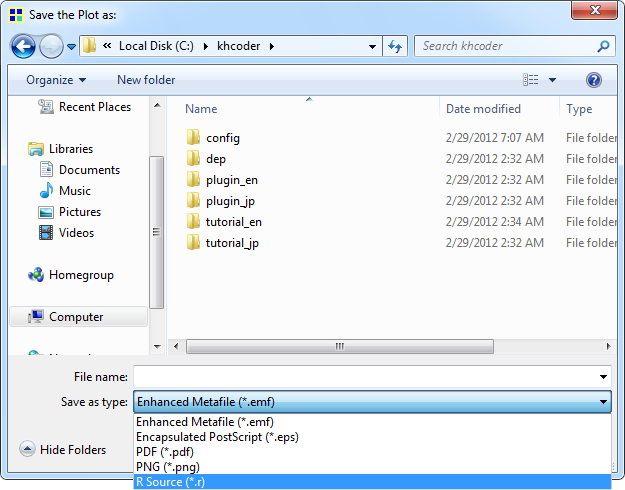 Save the Plot as:
Local Disk (C:) khcoder Search khcoder
Organize New folder
Recent Places
Libraries
Documents
Music
Pictures
Videos
Homegroup
Computer
Name Date modified Type
config 2/29/2012 7:07 AM File folder
dep 2/29/2012 2:32 AM File folder
plugin_en 2/29/2012 2:32 AM File folder
plugin_jp 2/29/2012 2:32 AM File folder
tutorial_en 2/29/2012 2:34 AM File folder
tutorial_jp 2/29/2012 2:32 AM File folder
File name:
Save as type: Enhanced Metafile (*.emf)
Enhanced Metafile (*.emf)
Encapsulated PostScript (*.eps)
PDF (*.pdf)
PNG (*.png)
R Source (*.r)
Hide Folders